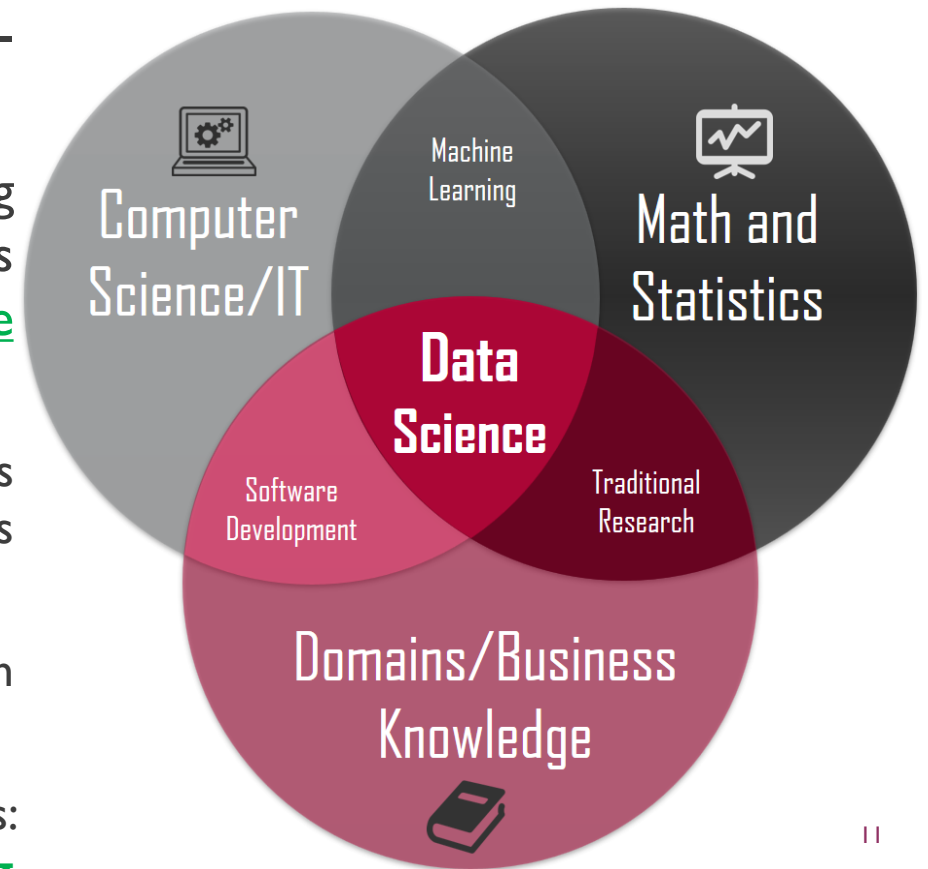 g
s
e
s
s
n
s:
Machine
Learning
Computer
Science/IT
Math and
Statistics
Data
Science
Software
Development
Traditional
Research
Domains/Business
Knowledge
11